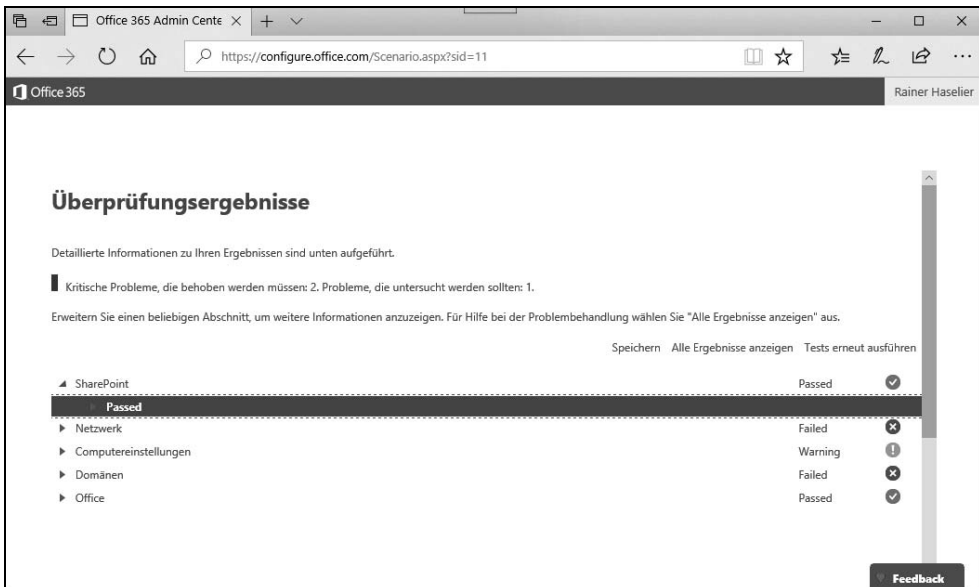 Office 365 Admin Cente
https://configure.office.com/Scenario.aspx?sid=11
Office 365
Rainer Haselier
Überprüfungsergebnisse
Detaillierte Informationen zu Ihren Ergebnissen sind unten aufgeführt.
Kritische Probleme, die behoben werden müssen: 2. Probleme, die untersucht werden sollten: 1.
Erweitern Sie einen beliebigen Abschnitt, um weitere Informationen anzuzeigen. Für Hilfe bei der Problembehandlung wählen Sie "Alle Ergebnisse anzeigen" aus.
Speichern Alle Ergebnisse anzeigen Tests erneut ausführen
SharePoint Passed
Passed
Netzwerk Failed
Computereinstellungen Warning
Domänen Failed
Office Passed
Feedback